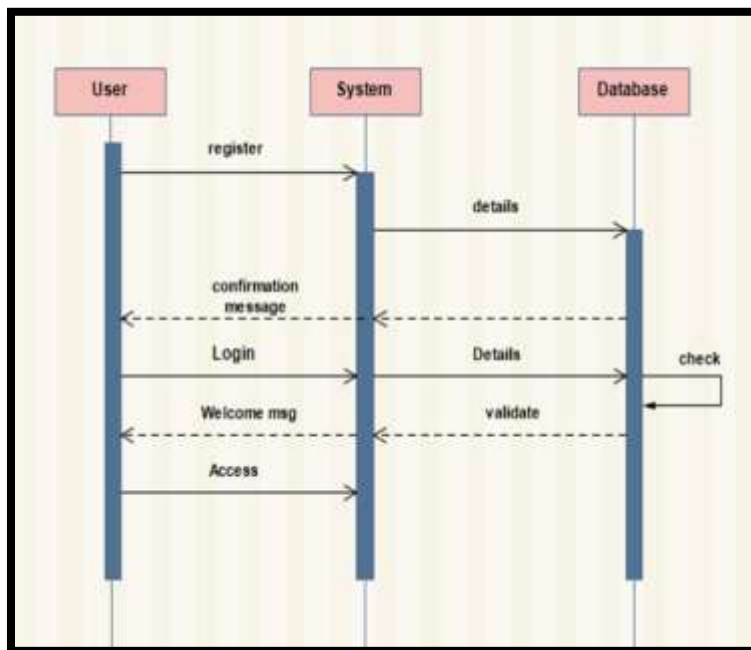 User
System
Database
register
details
confirmation
message
Login
Details
check
Welcome msg
validate
Access